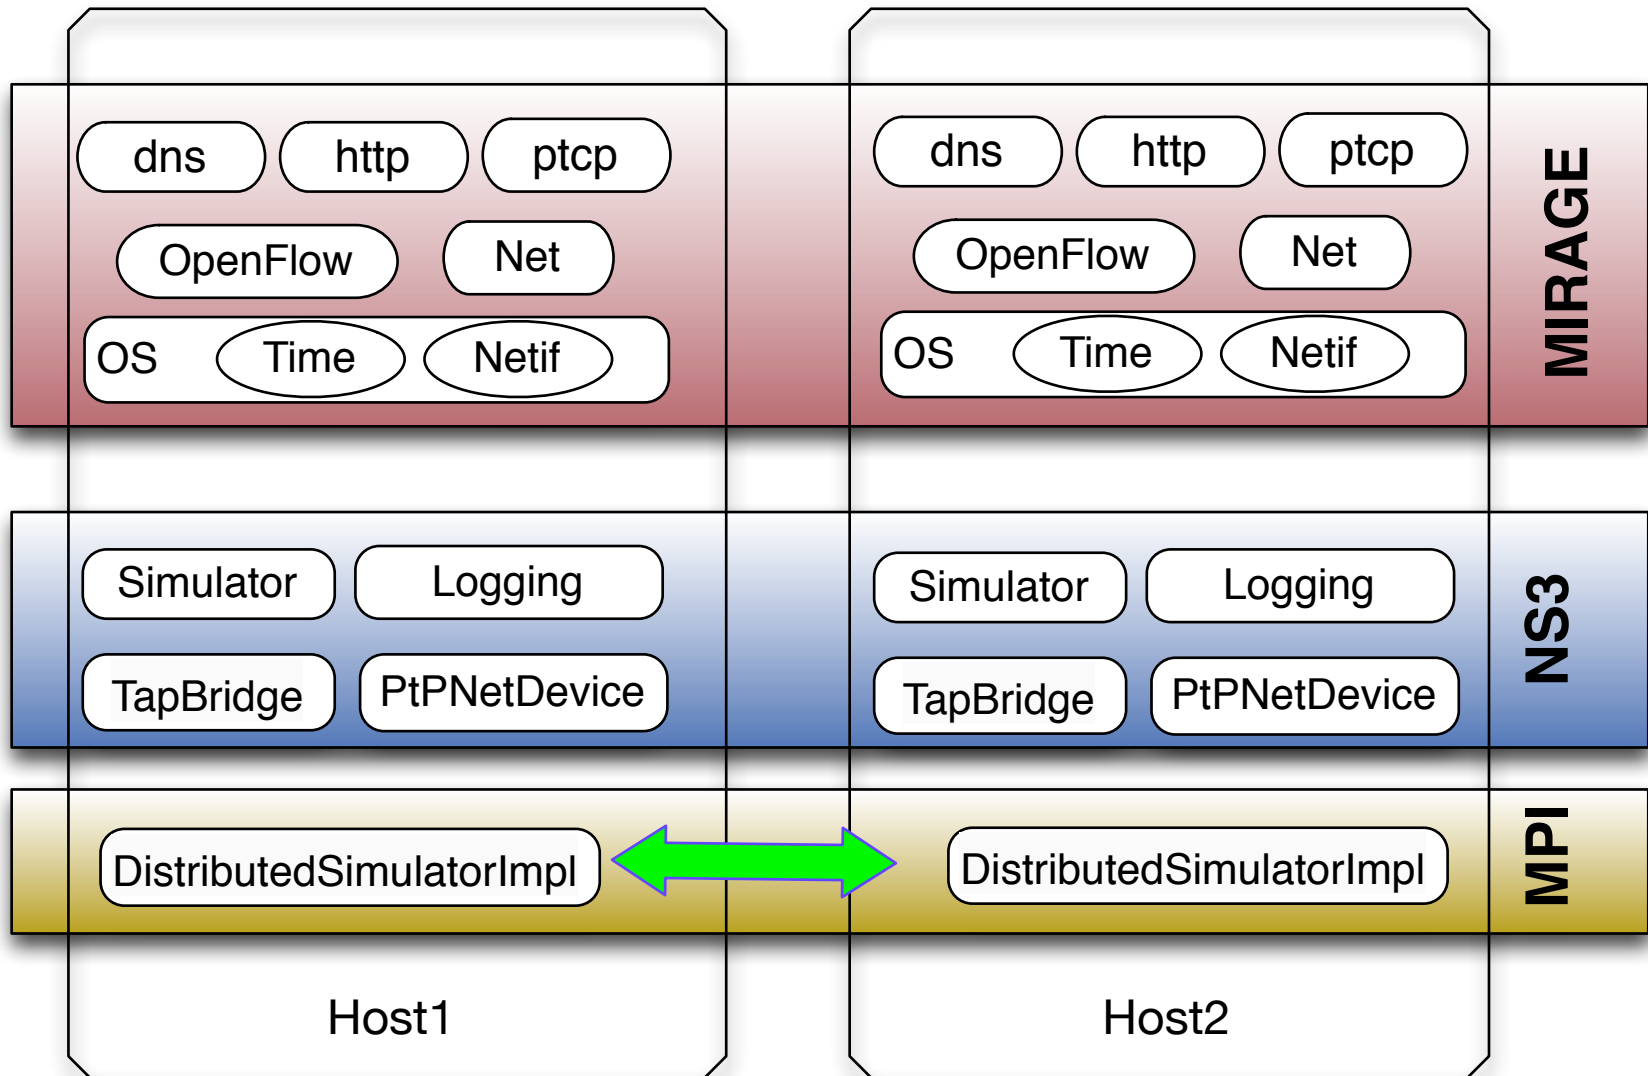 dns http ptcp dns http ptcp
OpenFlow Net OpenFlow Net
OS Time Netif OS Time Netif
MIRAGE
Simulator Logging Simulator Logging
TapBridge PtPNetDevice TapBridge PtPNetDevice
NS3
DistributedSimulatorImpl DistributedSimulatorImpl
MPI
Host1 Host2